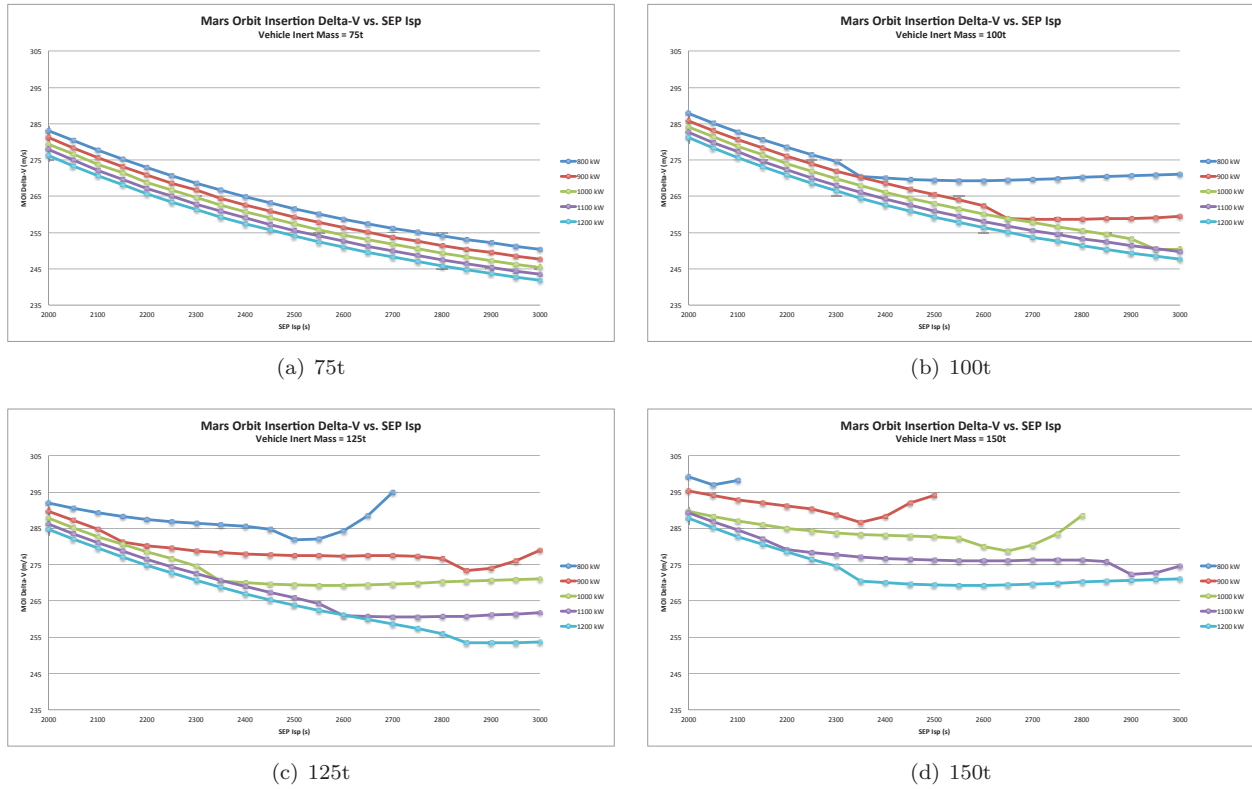 Mars Orbit Insertion Delta-V vs. SEP Isp
Vehicle Inert Mass = 75t
MOI Delta-V (m/s)
305
295
285
275
265
255
245
235
2000 2100 2200 2300 2400 2500 2600 2700 2800 2900 3000
SEP Isp (s)
800 kW
900 kW
1000 kW
1100 kW
1200 kW
(a) 75t
Mars Orbit Insertion Delta-V vs. SEP Isp
Vehicle Inert Mass = 100t
MOI Delta-V (m/s)
305
295
285
275
265
255
245
235
2000 2100 2200 2300 2400 2500 2600 2700 2800 2900 3000
SEP Isp (s)
800 kW
900 kW
1000 kW
1100 kW
1200 kW
(b) 100t
Mars Orbit Insertion Delta-V vs. SEP Isp
Vehicle Inert Mass = 125t
MOI Delta-V (m/s)
305
295
285
275
265
255
245
235
2000 2100 2200 2300 2400 2500 2600 2700 2800 2900 3000
SEP Isp (s)
800 kW
900 kW
1000 kW
1100 kW
1200 kW
(c) 125t
Mars Orbit Insertion Delta-V vs. SEP Isp
Vehicle Inert Mass = 150t
MOI Delta-V (m/s)
305
295
285
275
265
255
245
235
2000 2100 2200 2300 2400 2500 2600 2700 2800 2900 3000
SEP Isp (s)
800 kW
900 kW
1000 kW
1100 kW
1200 kW
(d) 150t